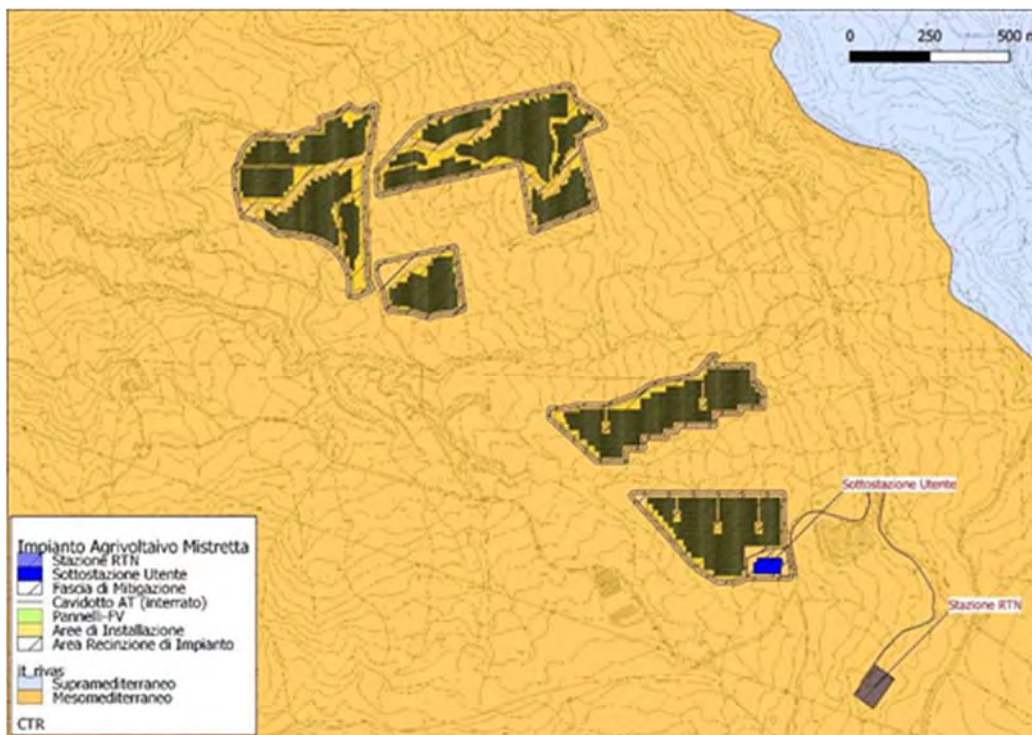 0 250 500 m
Sottostazione Utente
Stazione RTN
Impianto Agrivoltaivo Mistretta
Stazione RTN
Sottostazione Utente
Fascia di Mitigazione
Cavidotto AT (interrato)
Pannelli-FV
Aree di Installazione
Area Recinzione di Impianto
it_rivas
Supramediterraneo
Mesomediterraneo
CTR